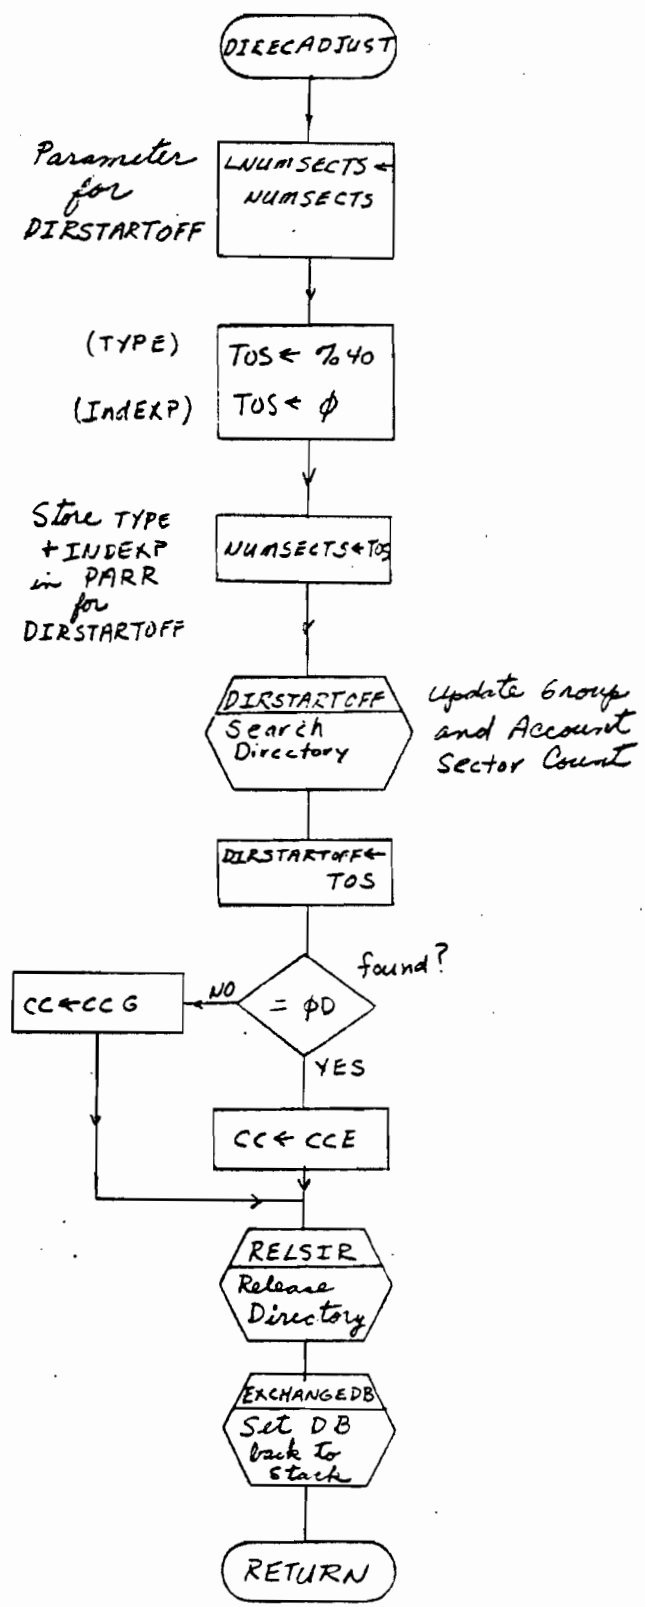 DIRECADJUST
Parameter
for
DIRSTARTOFF
LNUMSECTS ←
NUMSECTS
(TYPE)
TOS ← %40
(IndEXP)
TOS ← φ
Store TYPE
+ INDEXP
in PARR
for
DIRSTARTOFF
NUMSECTS ← TOS
DIRSTARTOFF
Search
Directory
Update Group
and Account
Sector Count
DIRSTARTOFF ←
TOS
found?
= φD
NO
CC ← CCG
YES
CC ← CCE
RELSIR
Release
Directory
EXCHANGEDB
Set DB
back to
stack
RETURN